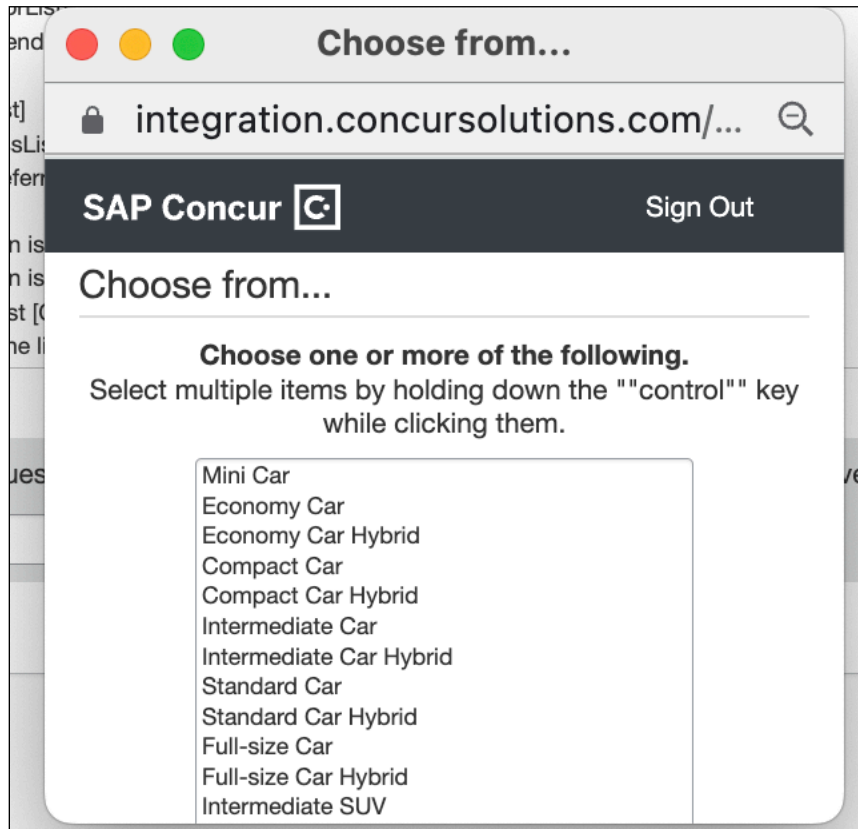 Choose from...
integration.concursolutions.com/...
SAP Concur C
Sign Out
Choose from...
Choose one or more of the following.
Select multiple items by holding down the ""control"" key
while clicking them.
Mini Car
Economy Car
Economy Car Hybrid
Compact Car
Compact Car Hybrid
Intermediate Car
Intermediate Car Hybrid
Standard Car
Standard Car Hybrid
Full-size Car
Full-size Car Hybrid
Intermediate SUV